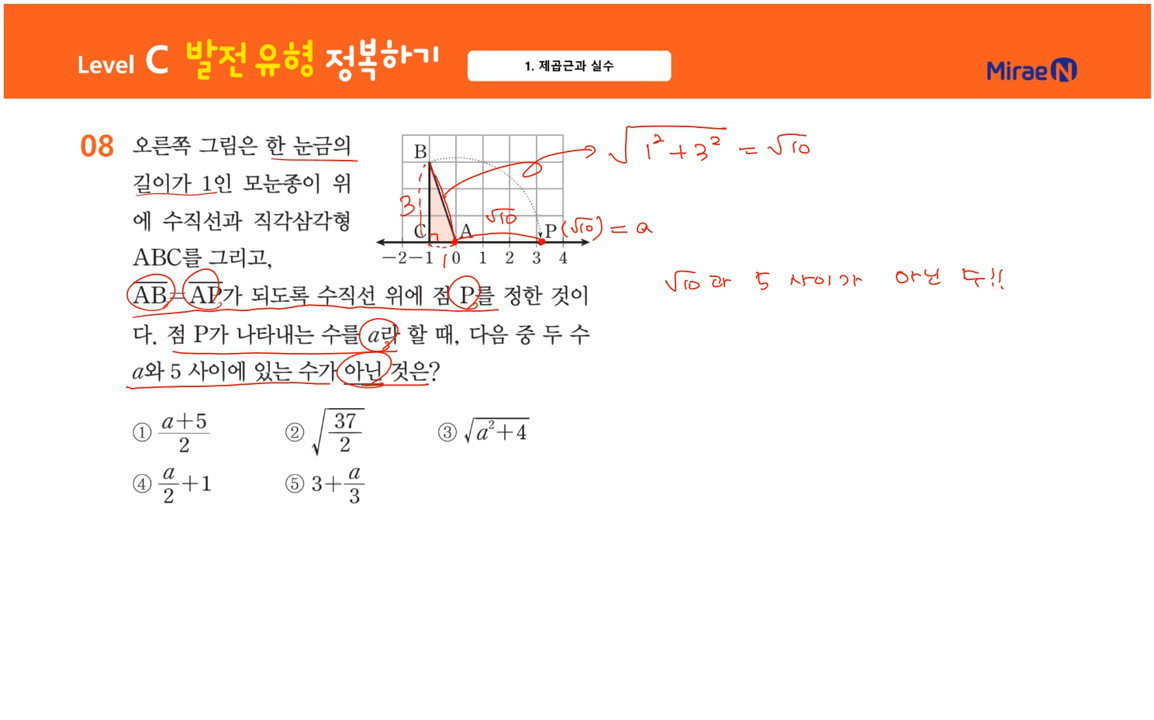 Level C 발전 유형 정복하기
1. 제곱근과 실수
Mirae N
08 오른쪽 그림은 한 눈금의
길이가 1인 모눈종이 위
에 수직선과 직각삼각형
ABC를 그리고,
AB=AP가 되도록 수직선 위에 점 P를 정한 것이
다. 점 P가 나타내는 수를 a라 할 때, 다음 중 두 수
a와 5 사이에 있는 수가 아닌 것은?
B
3
C A √10 P (√10) = a
1
-2 -1 0 1 2 3 4
√(1²+3²) = √10
√10과 5 사이가 아닌 수!!
① (a+5)/2 ② √(37/2) ③ √(a²+4)
④ a/2+1 ⑤ 3+a/3